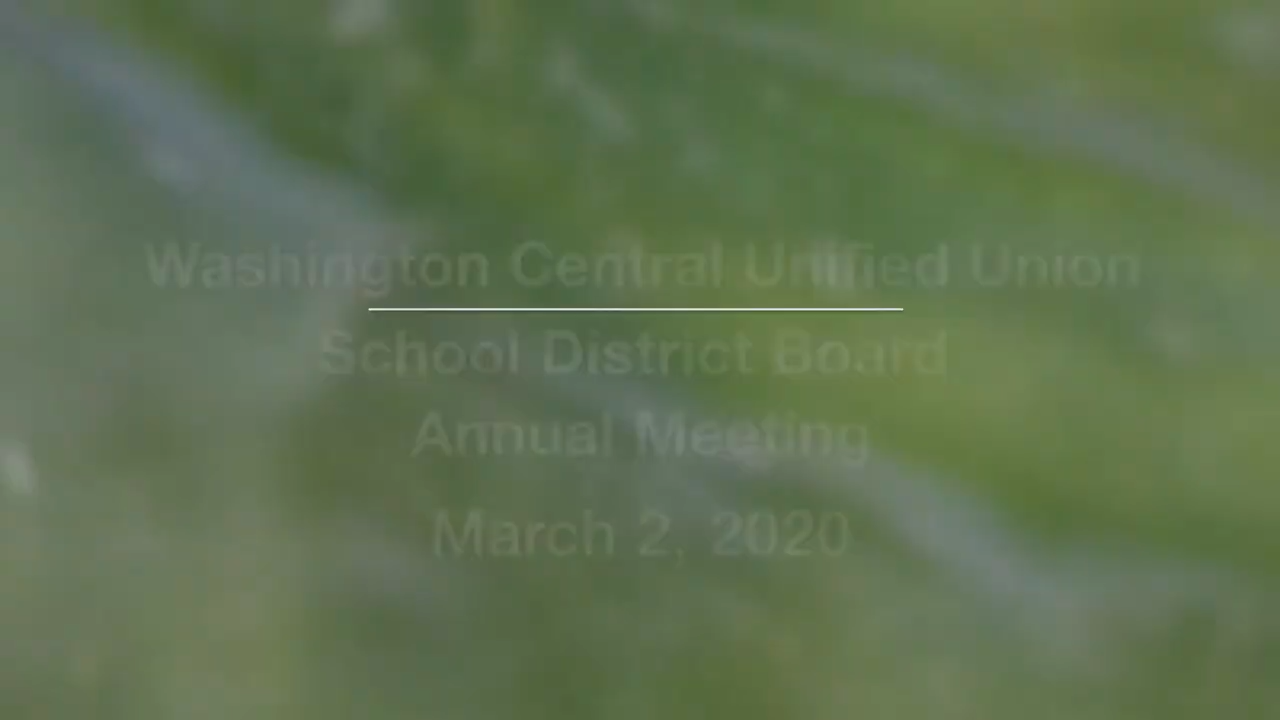 Washington Central Unified Union
School District Board
Annual Meeting
March 2, 2020